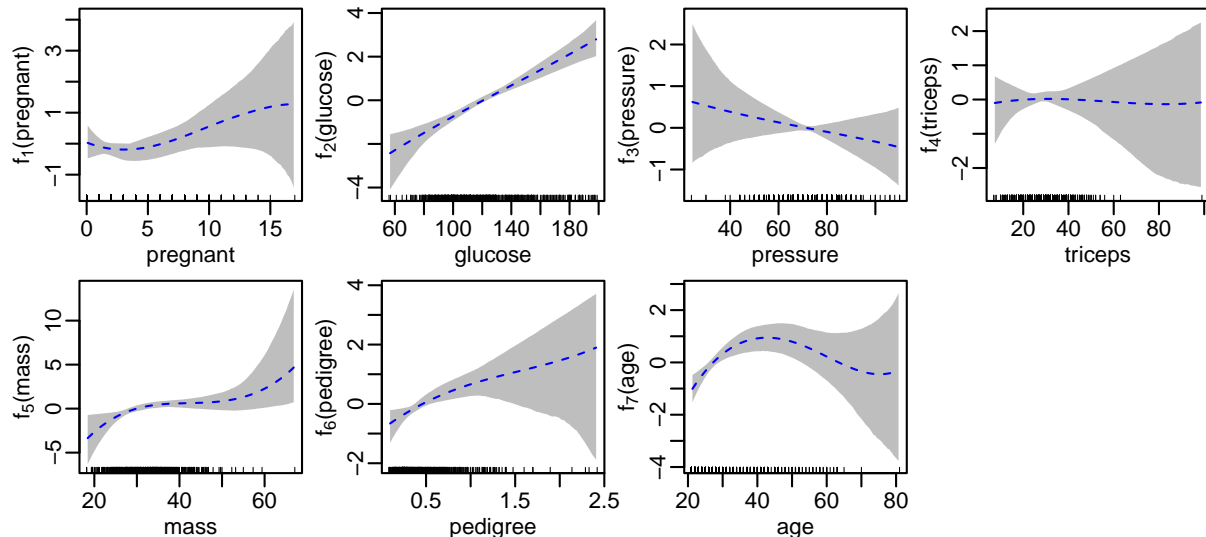 f1(pregnant)
3
1
−1
0 5 10 15
pregnant
f2(glucose)
4
2
0
−2
−4
60 100 140 180
glucose
f3(pressure)
2
1
0
−1
40 60 80
pressure
f4(triceps)
2
0
−2
20 40 60 80
triceps
f5(mass)
10
5
0
−5
20 40 60
mass
f6(pedigree)
4
2
0
−2
0.5 1.5 2.5
pedigree
f7(age)
2
0
−2
−4
20 40 60 80
age